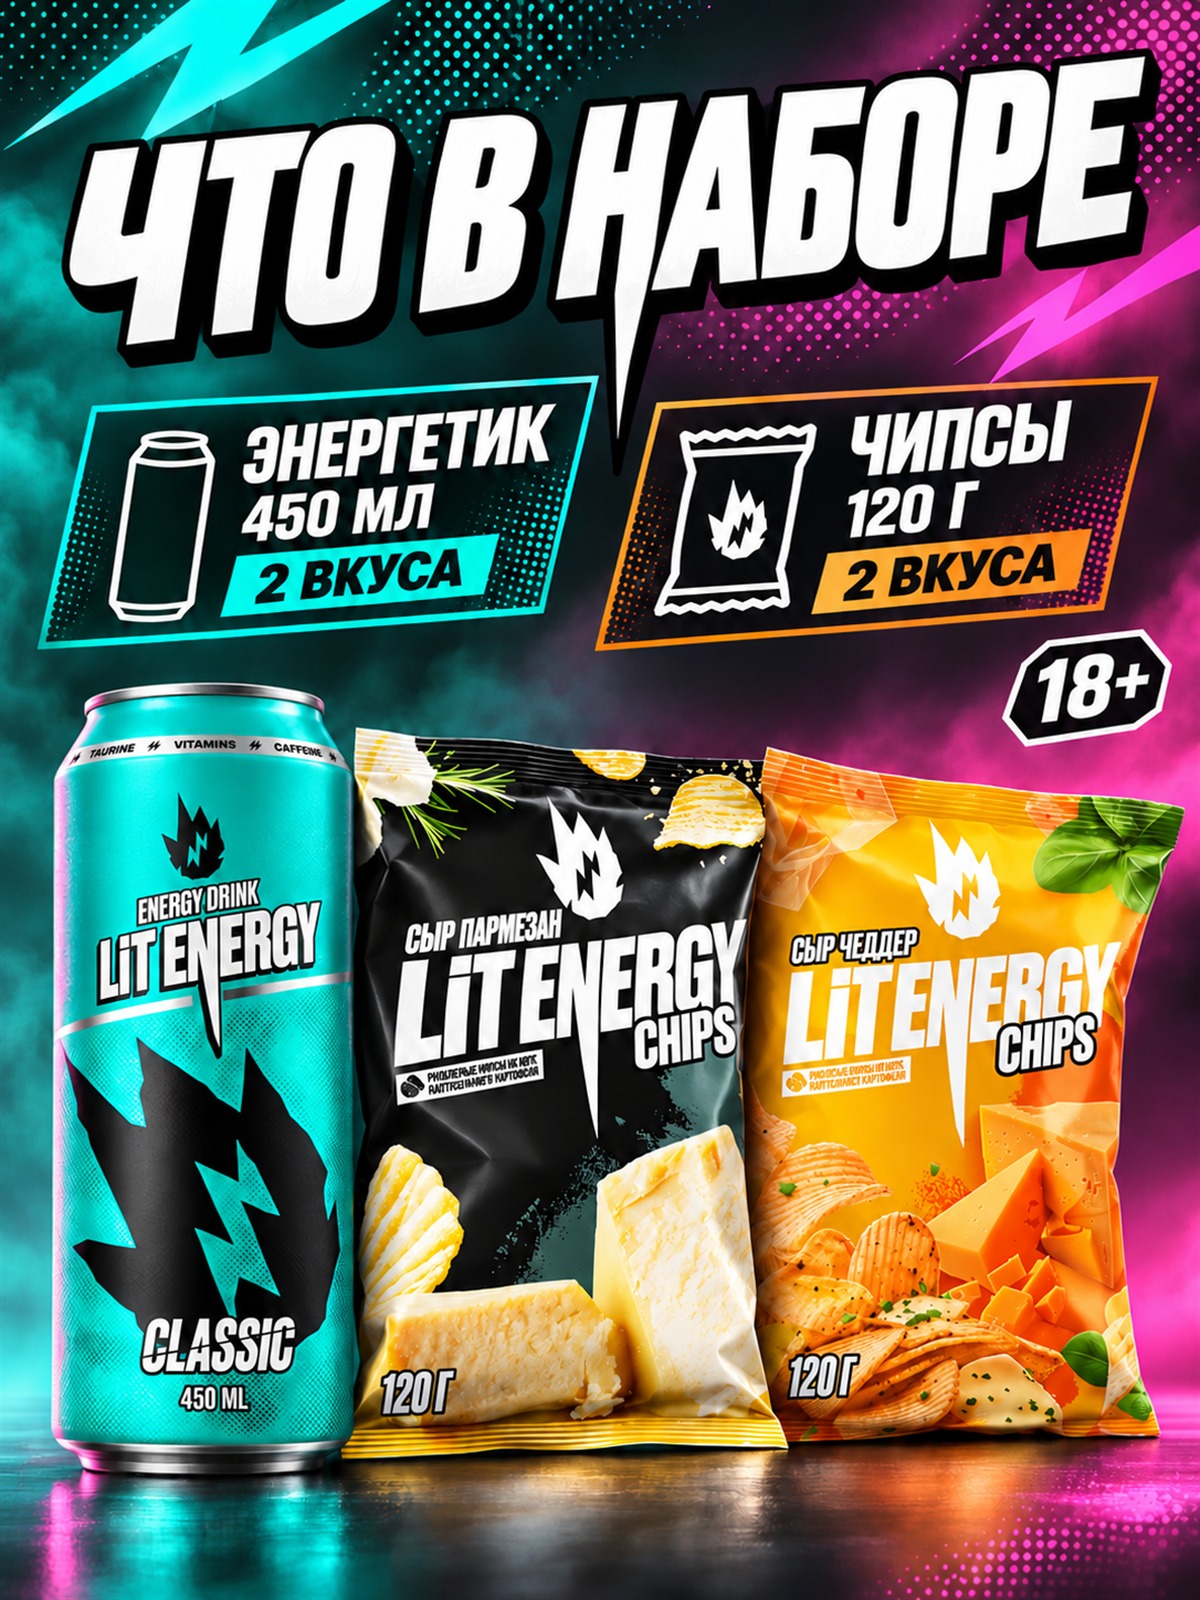 ЧТО В НАБОРЕ
ЭНЕРГЕТИК
450 МЛ
2 ВКУСА
ЧИПСЫ
120 Г
2 ВКУСА
18+
TAURINE VITAMINS CAFFEINE
ENERGY DRINK
LiT ENERGY
CLASSIC
450 ML
СЫР ПАРМЕЗАН
LiT ENERGY
CHIPS
120 Г
СЫР ЧЕДДЕР
LiT ENERGY
CHIPS
120 Г